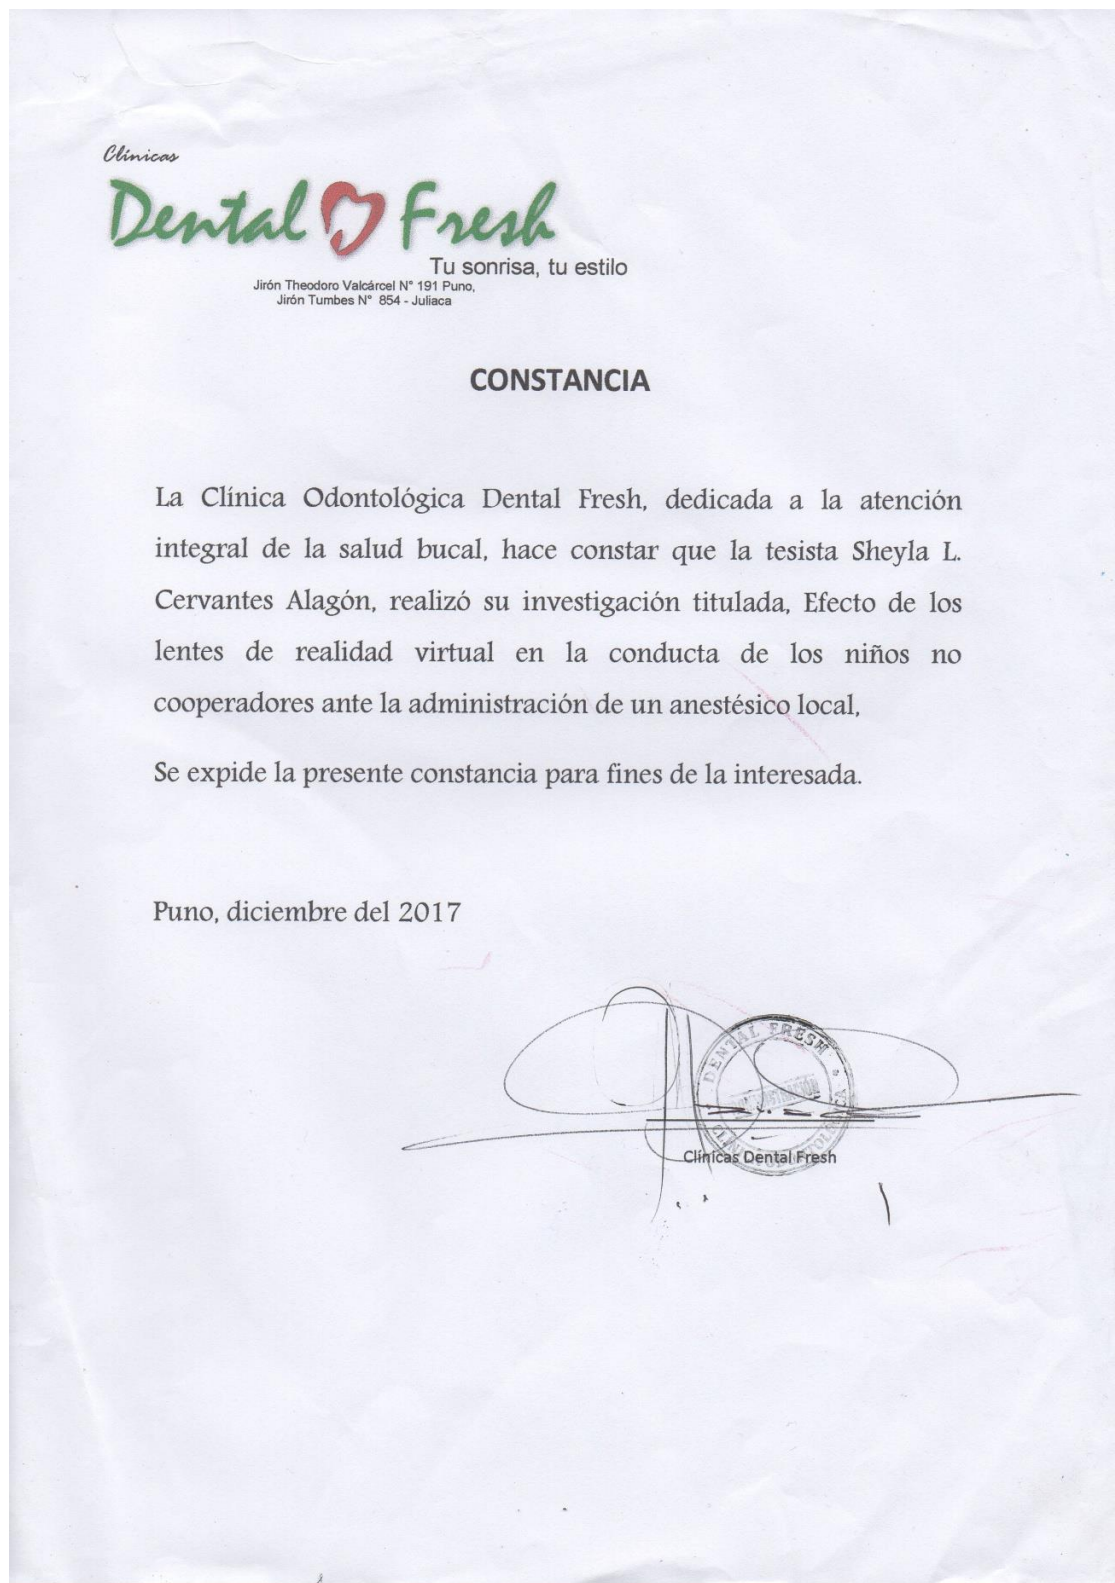 Clínicas
Dental Fresh
Tu sonrisa, tu estilo
Jirón Theodoro Valcárcel N° 191 Puno,
Jirón Tumbes N° 854 - Juliaca
CONSTANCIA
La Clínica Odontológica Dental Fresh, dedicada a la atención
integral de la salud bucal, hace constar que la tesista Sheyla L.
Cervantes Alagón, realizó su investigación titulada, Efecto de los
lentes de realidad virtual en la conducta de los niños no
cooperadores ante la administración de un anestésico local,
Se expide la presente constancia para fines de la interesada.
Puno, diciembre del 2017
DENTAL FRESH
Clínicas Dental Fresh